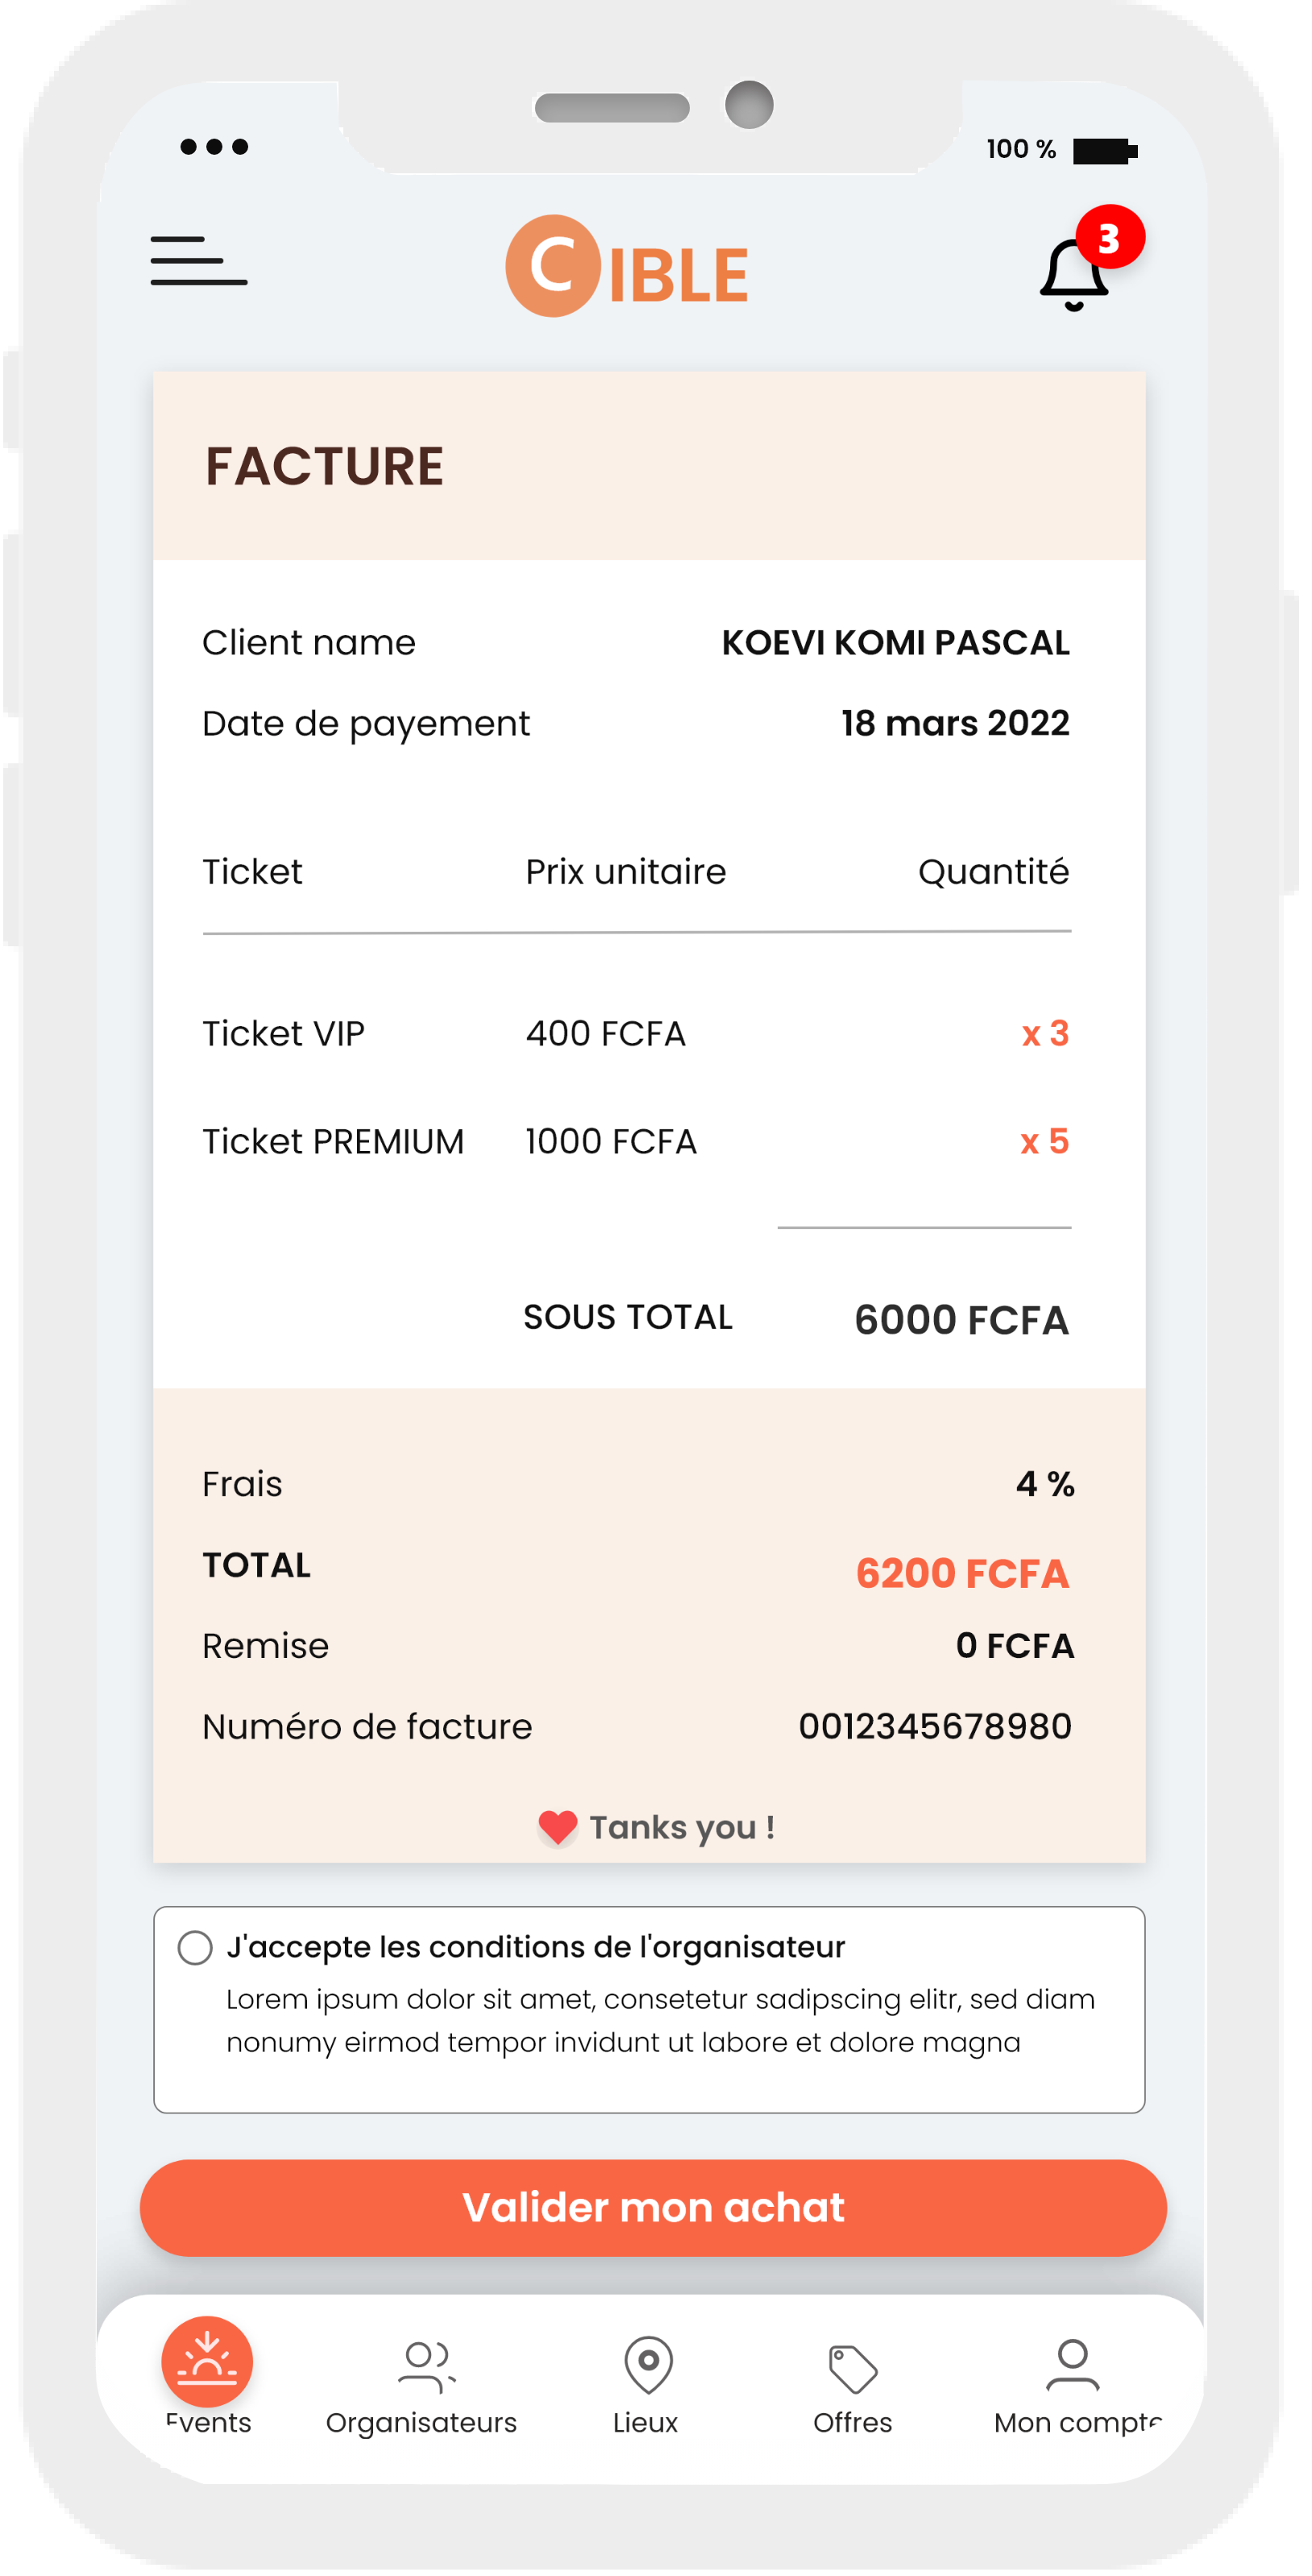 100 %
CIBLE
3
FACTURE
Client name KOEVI KOMI PASCAL
Date de payement 18 mars 2022
Ticket Prix unitaire Quantité
Ticket VIP 400 FCFA x 3
Ticket PREMIUM 1000 FCFA x 5
SOUS TOTAL 6000 FCFA
Frais 4 %
TOTAL 6200 FCFA
Remise 0 FCFA
Numéro de facture 0012345678980
Tanks you !
J'accepte les conditions de l'organisateur
Lorem ipsum dolor sit amet, consetetur sadipscing elitr, sed diam
nonumy eirmod tempor invidunt ut labore et dolore magna
Valider mon achat
Events Organisateurs Lieux Offres Mon compte